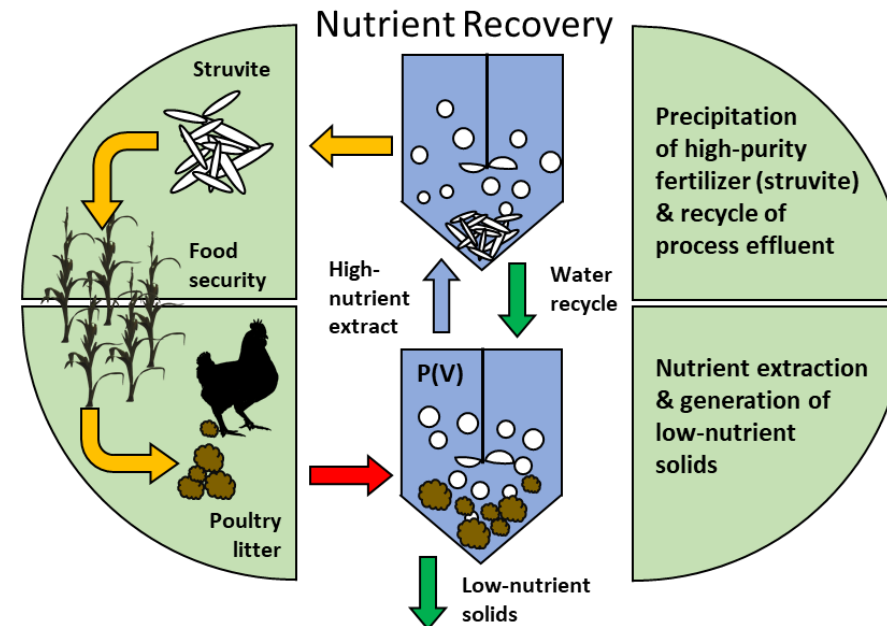 Nutrient Recovery
Struvite
Food
security
High-
nutrient
extract
Water
recycle
Precipitation
of high-purity
fertilizer (struvite)
& recycle of
process effluent
P(V)
Poultry
litter
Low-nutrient
solids
Nutrient extraction
& generation of
low-nutrient
solids